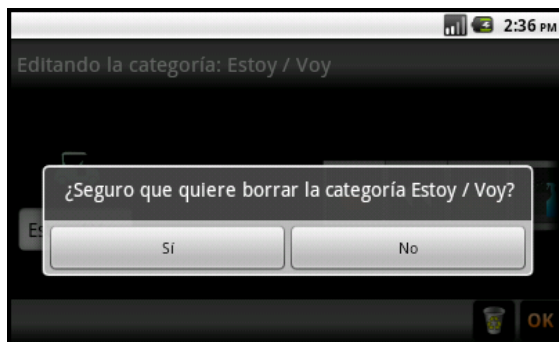 2:36 PM
Editando la categoría: Estoy / Voy
¿Seguro que quiere borrar la categoría Estoy / Voy?
Sí
No
OK